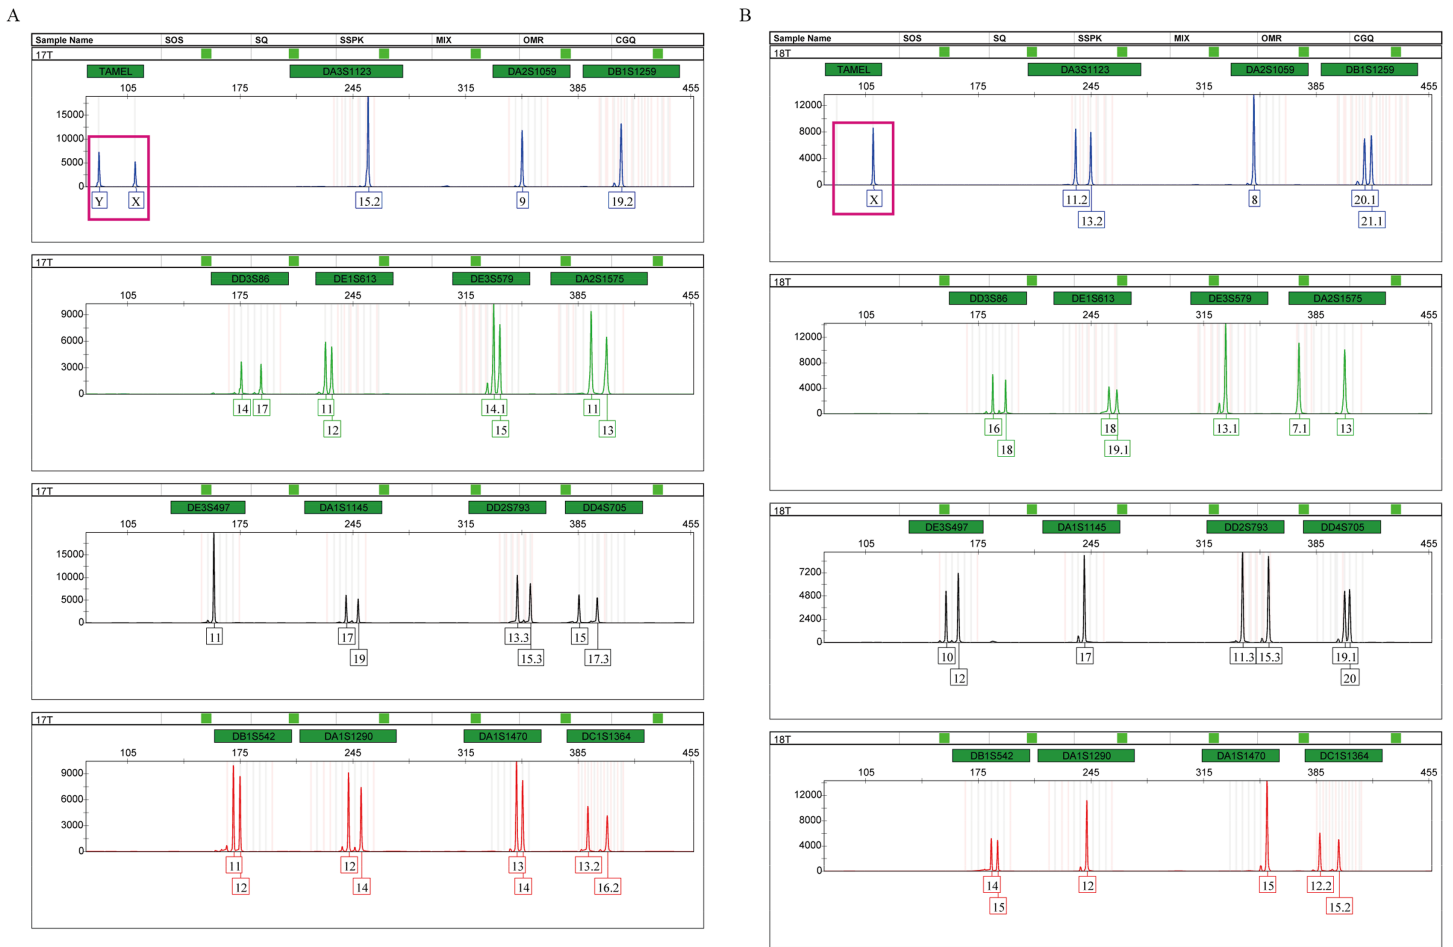 A
Sample Name SOS SQ SSPK MIX OMR CGQ
17T
TAMEL DA3S1123 DA2S1059 DB1S1259
105 175 245 315 385 455
15000
10000
5000
0
Y X 15.2 9 19.2
17T
DD3S86 DE1S613 DE3S579 DA2S1575
105 175 245 315 385 455
9000
6000
3000
0
14 17 11 14.1 11
12 15 13
17T
DE3S497 DA1S1145 DD2S793 DD4S705
105 175 245 315 385 455
15000
10000
5000
0
11 17 13.3 15
19 15.3 17.3
17T
DB1S542 DA1S1290 DA1S1470 DC1S1364
105 175 245 315 385 455
9000
6000
3000
0
11 12 13 13.2
12 14 14 16.2
B
Sample Name SOS SQ SSPK MIX OMR CGQ
18T
TAMEL DA3S1123 DA2S1059 DB1S1259
105 175 245 315 385 455
12000
8000
4000
0
X 11.2 8 20.1
13.2 21.1
18T
DD3S86 DE1S613 DE3S579 DA2S1575
105 175 245 315 385 455
12000
8000
4000
0
16 18 13.1 7.1 13
18 19.1
18T
DE3S497 DA1S1145 DD2S793 DD4S705
105 175 245 315 385 455
7200
4800
2400
0
10 17 11.3 15.3 19.1
12 20
18T
DB1S542 DA1S1290 DA1S1470 DC1S1364
105 175 245 315 385 455
12000
8000
4000
0
14 12 15 12.2
15 15.2